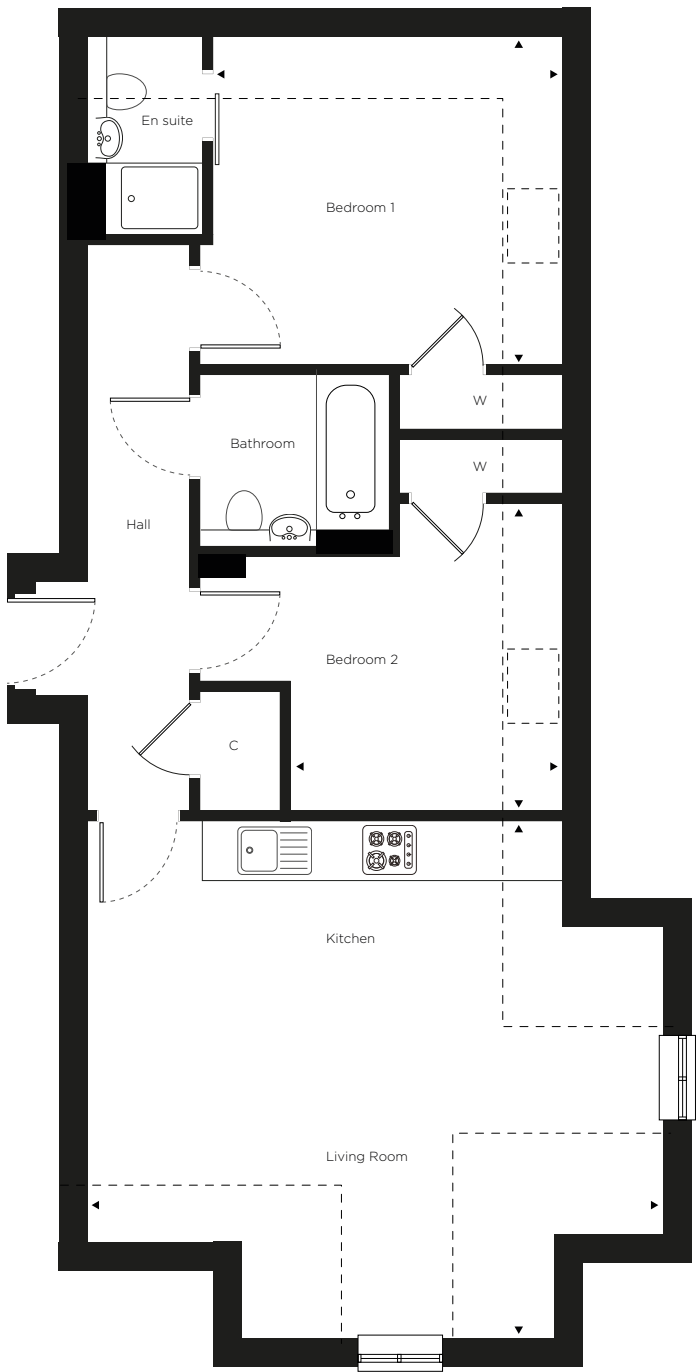 En suite
Bedroom 1
W
Bathroom
W
Hall
Bedroom 2
C
Kitchen
Living Room